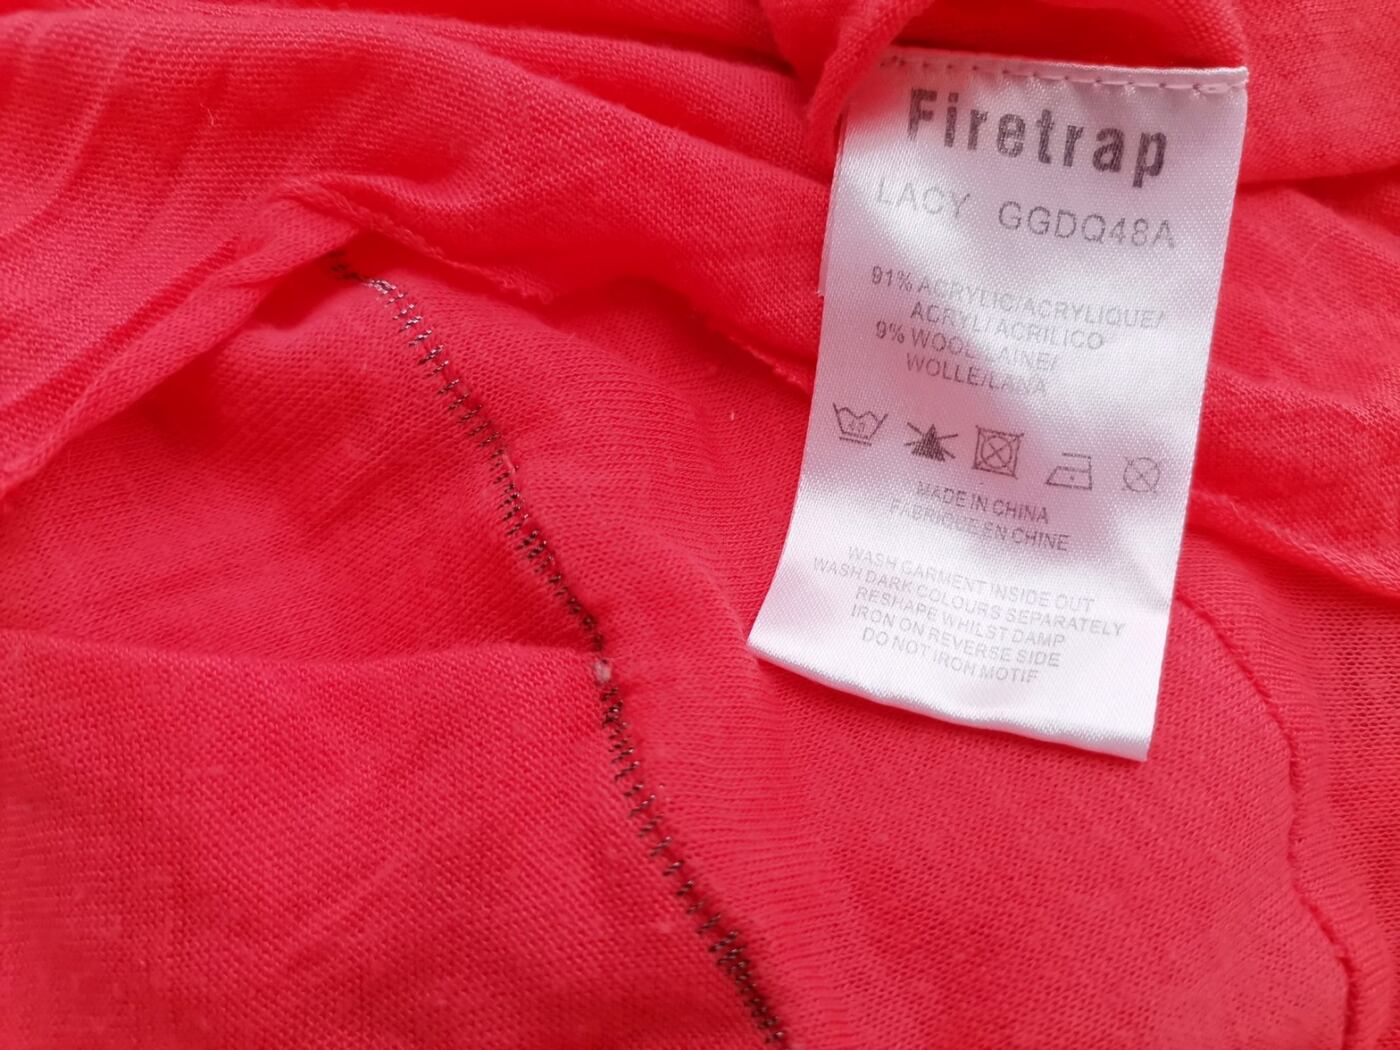 Firetrap
LACY GGDQ48A
91% ACRYLIC/ACRYLIQUE/
ACRYL/ACRILICO
9% WOOL/LAINE/
WOLLE/LANA
MADE IN CHINA
FABRIQUE EN CHINE
WASH GARMENT INSIDE OUT
WASH DARK COLOURS SEPARATELY
RESHAPE WHILST DAMP
IRON ON REVERSE SIDE
DO NOT IRON MOTIF